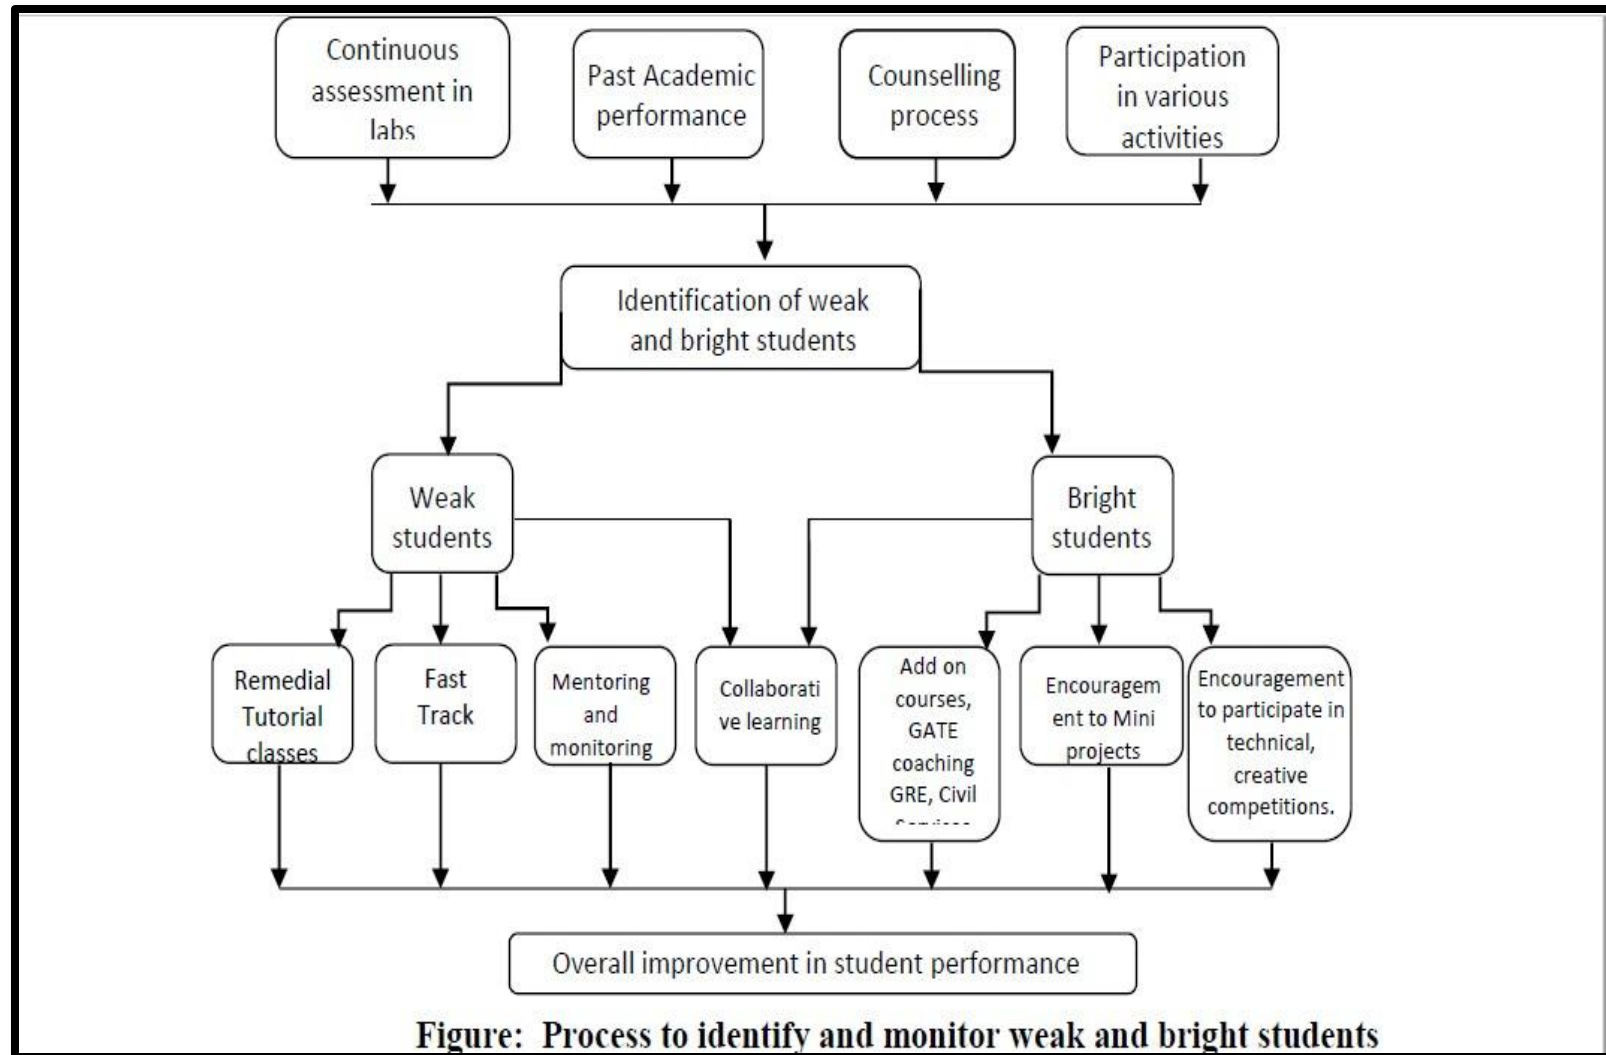 Continuous
assessment in
labs
Past Academic
performance
Counselling
process
Participation
in various
activities
Identification of weak
and bright students
Weak
students
Bright
students
Remedial
Tutorial
classes
Fast
Track
Mentoring
and
monitoring
Collaborati
ve learning
Add on
courses,
GATE
coaching
GRE, Civil
Encouragem
ent to Mini
projects
Encouragement
to participate in
technical,
creative
competitions.
Overall improvement in student performance
Figure: Process to identify and monitor weak and bright students